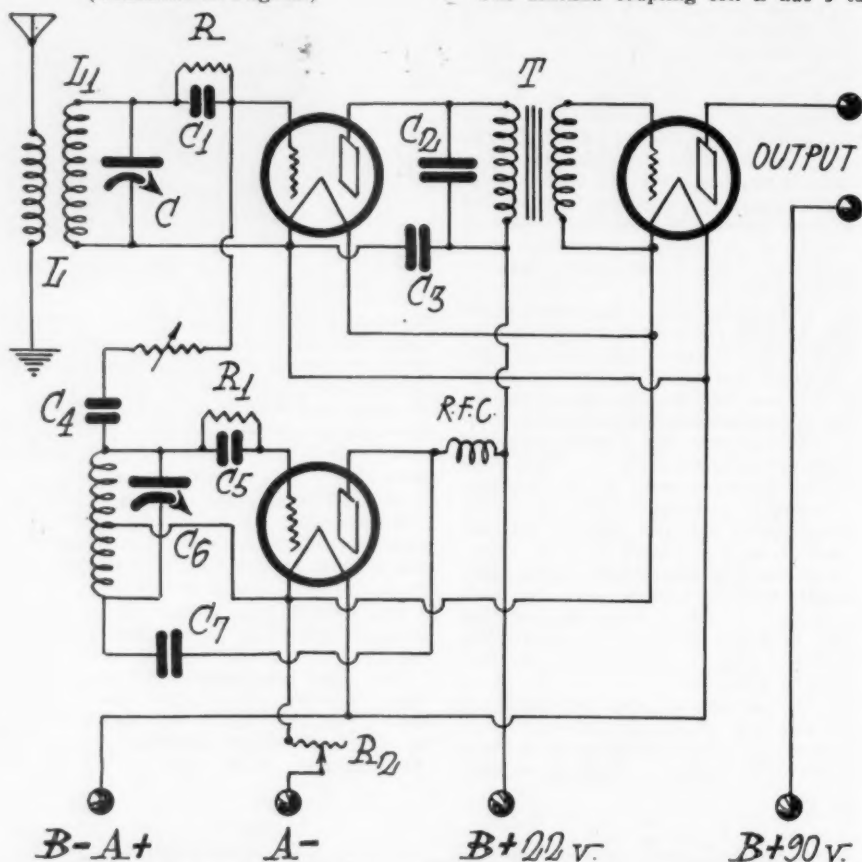 R
L1
T
C1
C2
OUTPUT
C
L
C3
R1
C4
R.F.C.
C5
C6
C7
R2
B-A+
A-
B+22 v.
B+90 v.